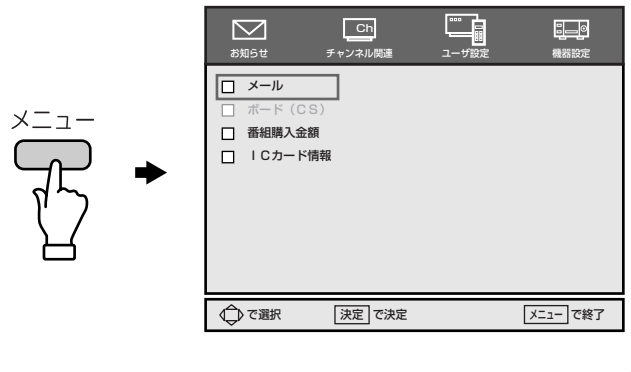 メニュー
Ch
お知らせ チャンネル関連 ユーザ設定 機器設定
メール
ボード（CS）
番組購入金額
ICカード情報
で選択 決定 で決定 メニュー で終了